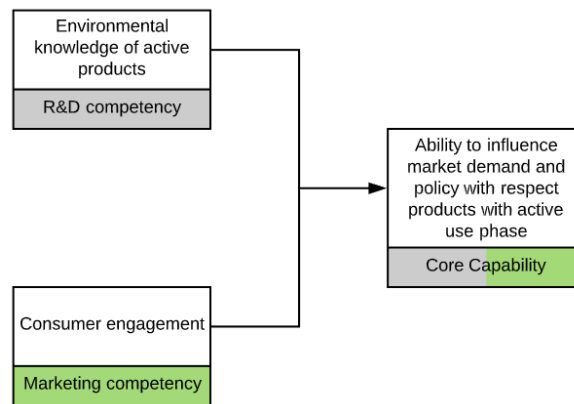 Environmental
knowledge of active
products
R&D competency
Ability to influence
market demand and
policy with respect
products with active
use phase
Core Capability
Consumer engagement
Marketing competency